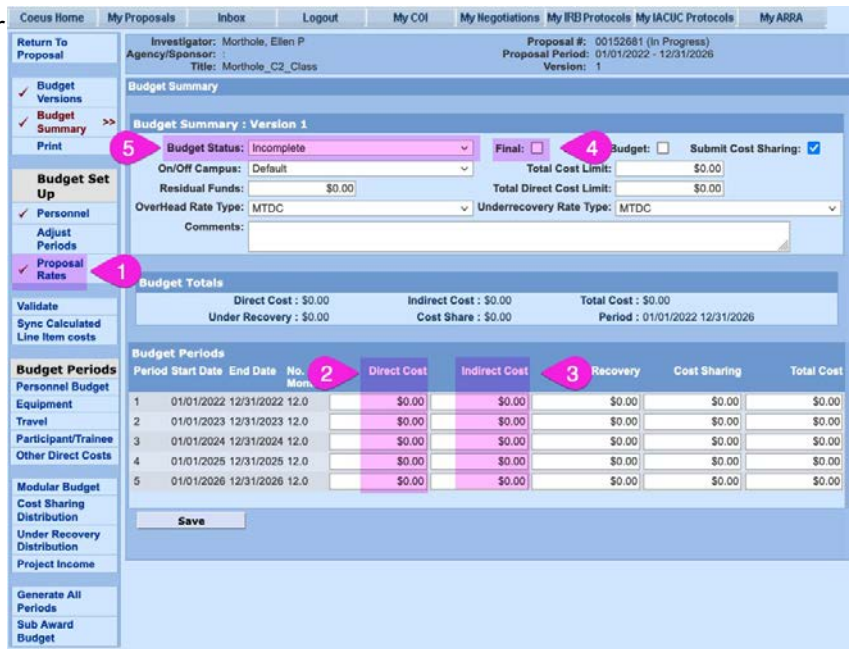 r
Coeus Home My Proposals Inbox Logout My COI My Negotiations My IRB Protocols My IACUC Protocols My ARRA
Return To Proposal
Investigator: Morthole, Ellen P Proposal #: 00152681 (In Progress)
Agency/Sponsor: : Proposal Period: 01/01/2022 - 12/31/2026
Title: Morthole_C2_Class Version: 1
Budget Versions
Budget Summary >>
Print
Budget Set Up
Personnel
Adjust Periods
Proposal Rates
1
Validate
Sync Calculated Line Item costs
Budget Periods
Personnel Budget
Equipment
Travel
Participant/Trainee
Other Direct Costs
Modular Budget
Cost Sharing Distribution
Under Recovery Distribution
Project Income
Generate All Periods
Sub Award Budget
Budget Summary
Budget Summary : Version 1
5 Budget Status: Incomplete Final: 4 Budget: Submit Cost Sharing:
On/Off Campus: Default Total Cost Limit: $0.00
Residual Funds: $0.00 Total Direct Cost Limit: $0.00
OverHead Rate Type: MTDC Underrecovery Rate Type: MTDC
Comments:
Budget Totals
Direct Cost : $0.00 Indirect Cost : $0.00 Total Cost : $0.00
Under Recovery : $0.00 Cost Share : $0.00 Period : 01/01/2022 12/31/2026
Budget Periods
Period Start Date End Date No. 2 Direct Cost Indirect Cost 3 Recovery Cost Sharing Total Cost
1 01/01/2022 12/31/2022 12.0 $0.00 $0.00 $0.00 $0.00 $0.00
2 01/01/2023 12/31/2023 12.0 $0.00 $0.00 $0.00 $0.00 $0.00
3 01/01/2024 12/31/2024 12.0 $0.00 $0.00 $0.00 $0.00 $0.00
4 01/01/2025 12/31/2025 12.0 $0.00 $0.00 $0.00 $0.00 $0.00
5 01/01/2026 12/31/2026 12.0 $0.00 $0.00 $0.00 $0.00 $0.00
Save